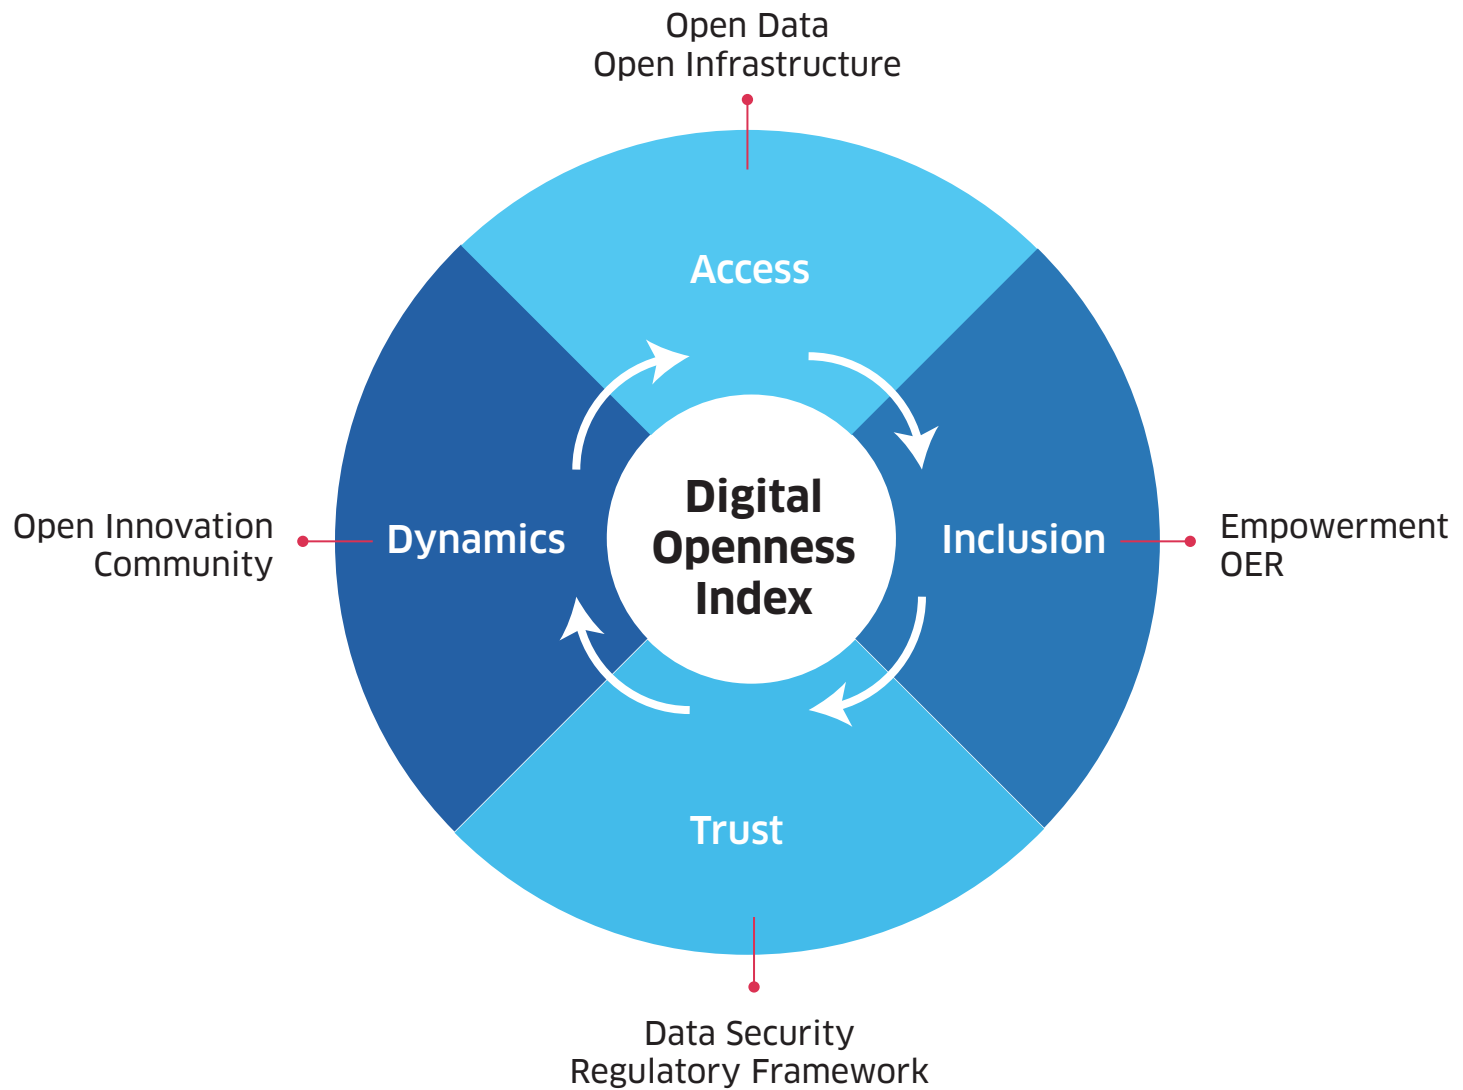 Open Data
Open Infrastructure
Access
Digital
Openness
Index
Dynamics
Inclusion
Open Innovation
Community
Empowerment
OER
Trust
Data Security
Regulatory Framework